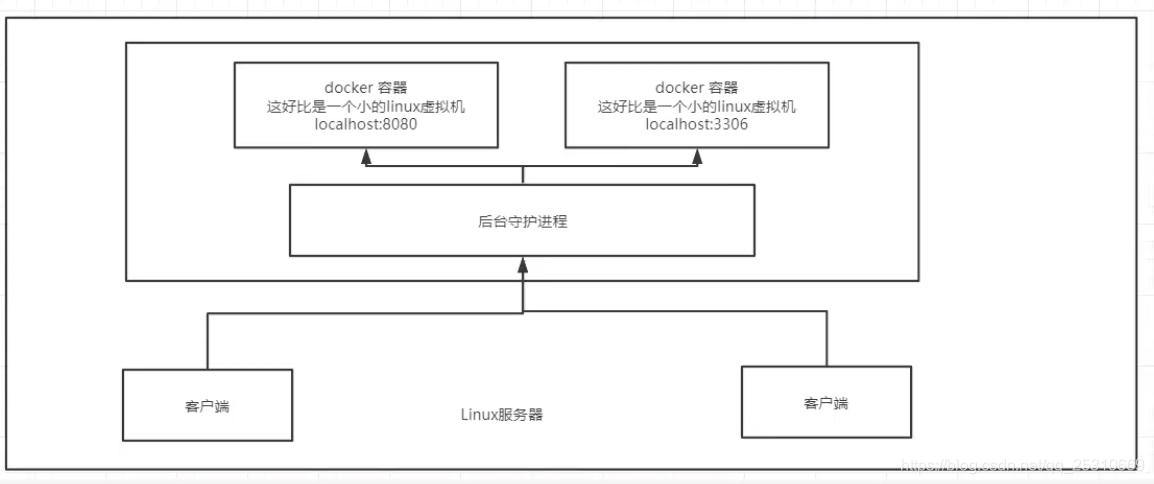 docker 容器
这好比是一个小的linux虚拟机
localhost:8080
docker 容器
这好比是一个小的linux虚拟机
localhost:3306
后台守护进程
客户端
Linux服务器
客户端
https://blog.csdn.net/qq_25310669